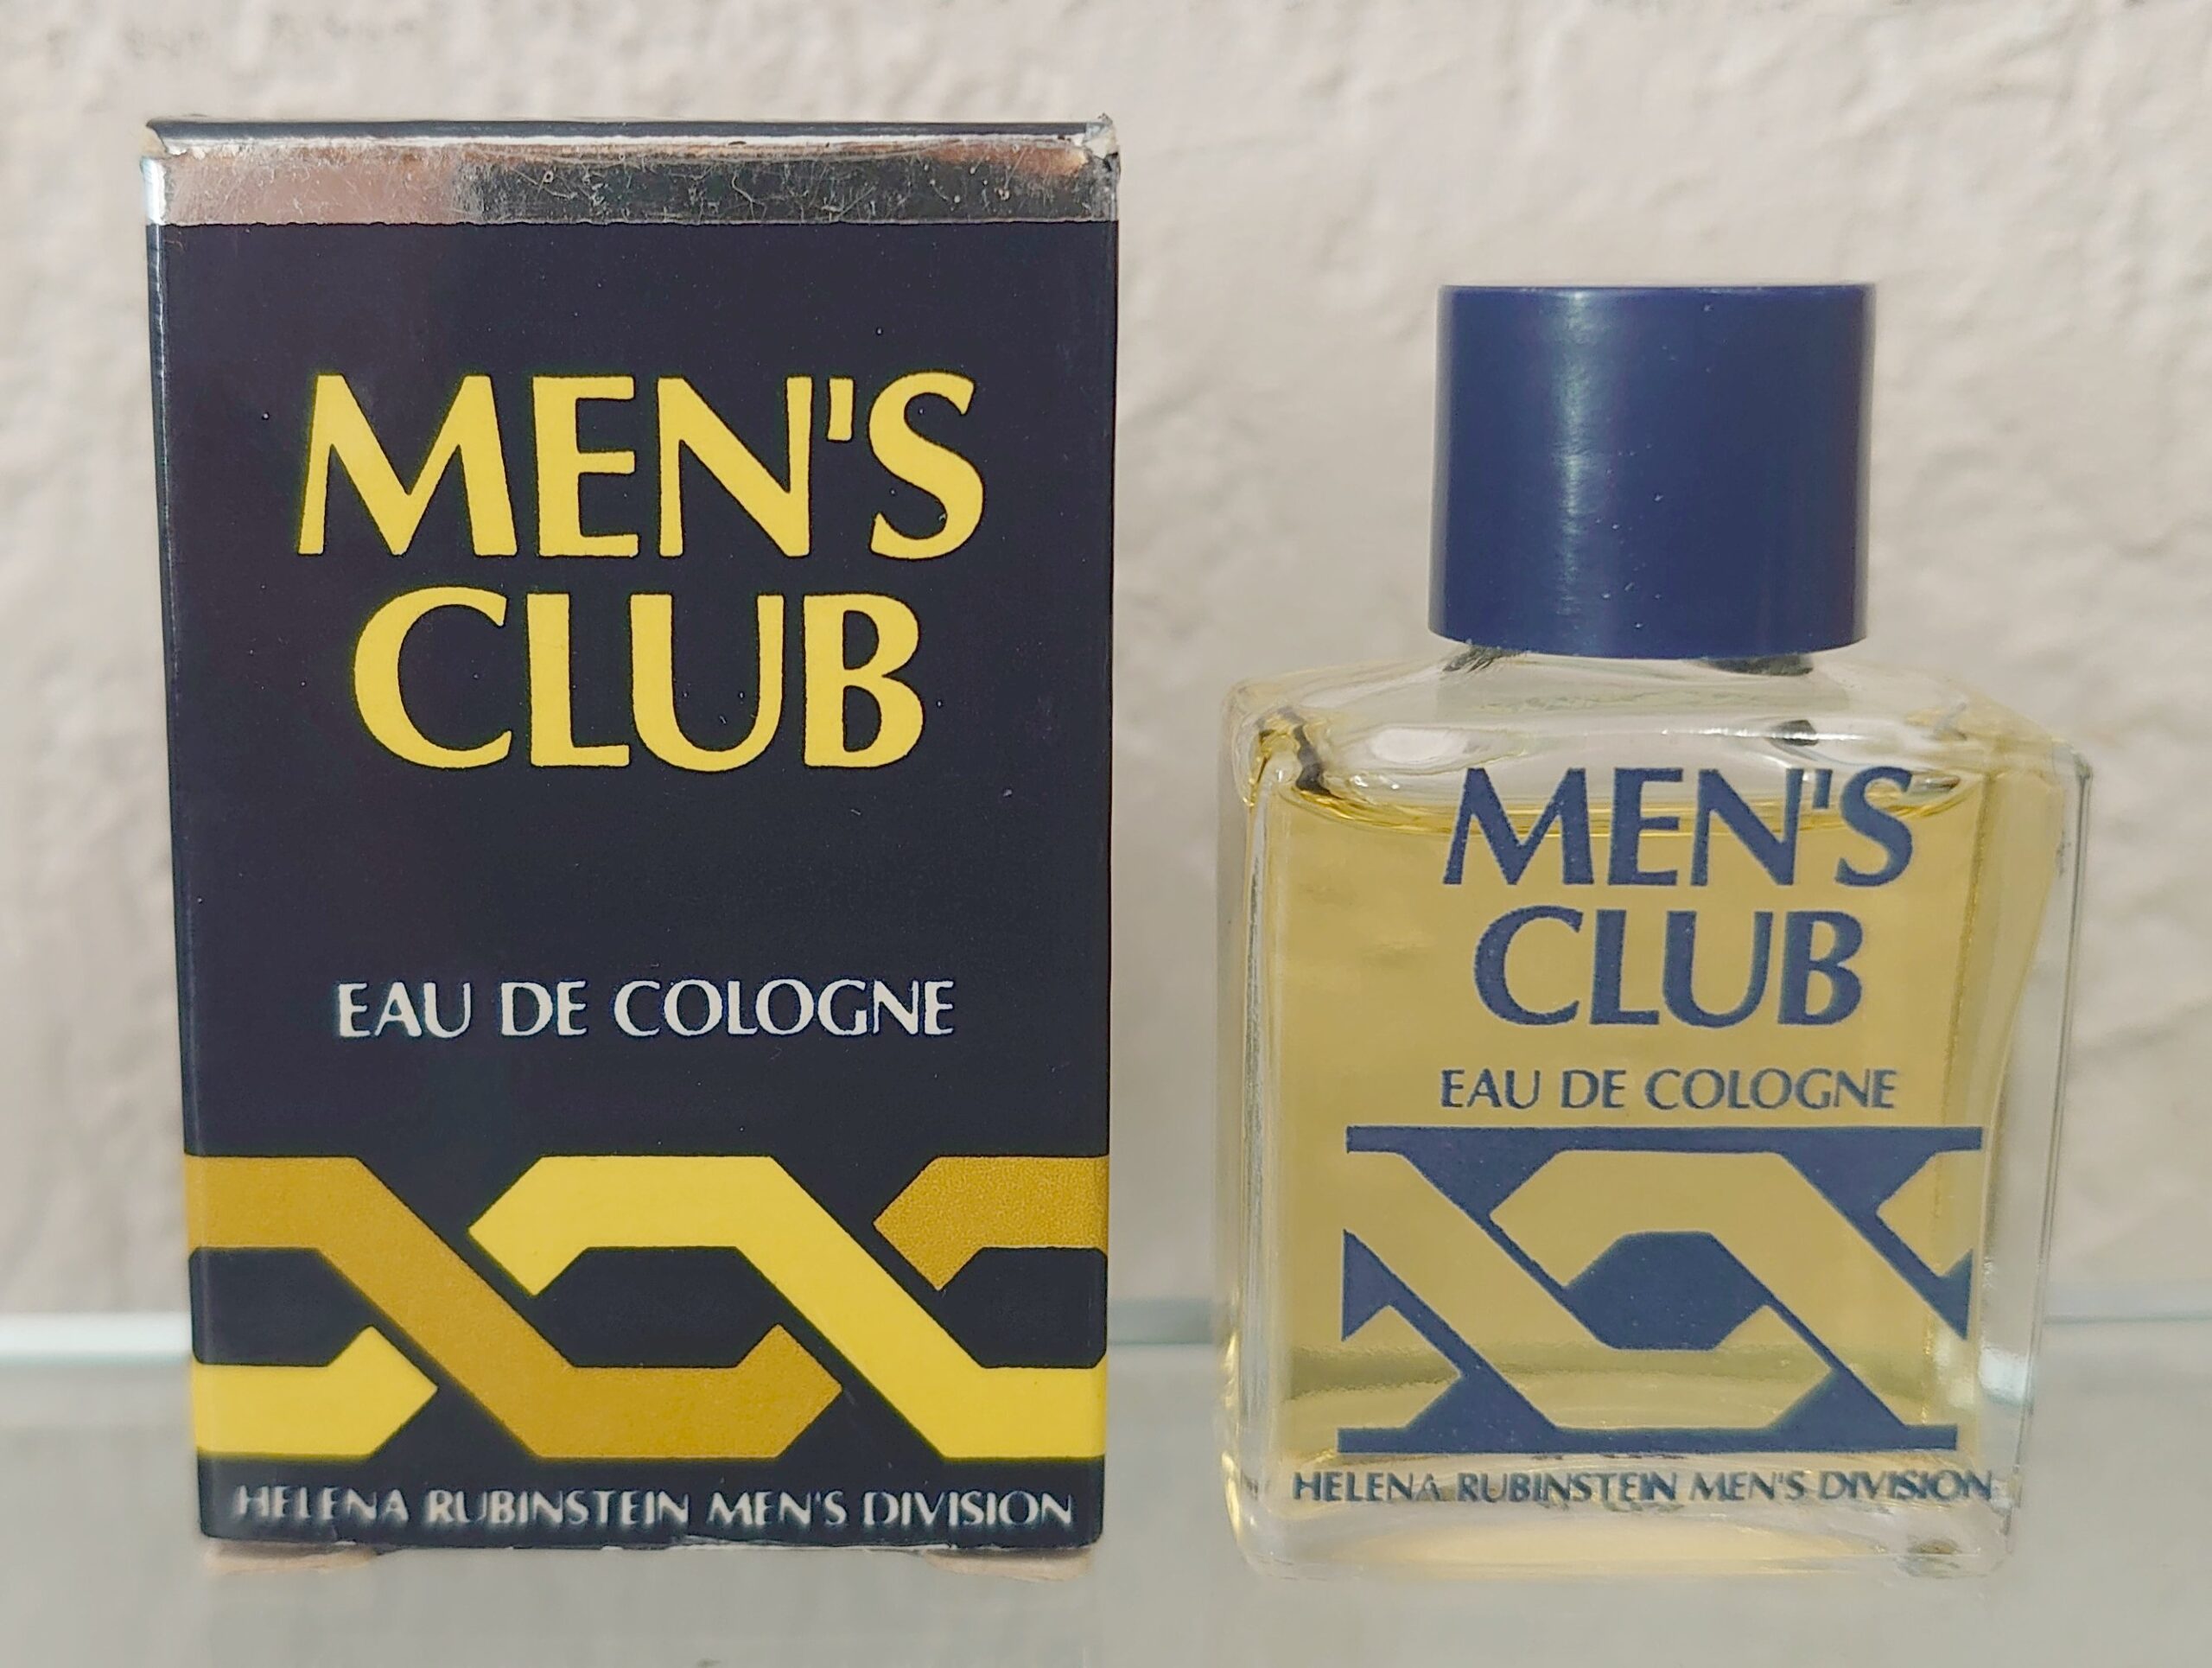 MEN'S
CLUB
EAU DE COLOGNE
HELENA RUBINSTEIN MEN'S DIVISION
MEN'S
CLUB
EAU DE COLOGNE
HELENA RUBINSTEIN MEN'S DIVISION